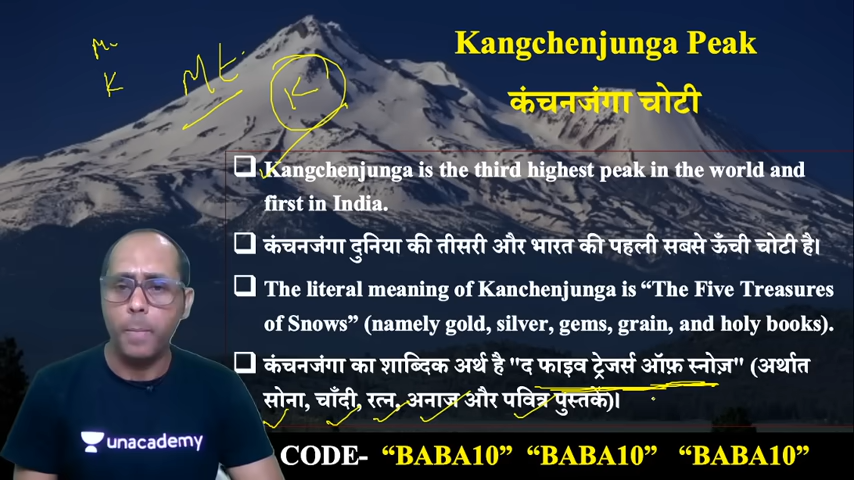 Kangchenjunga Peak
कंचनजंगा चोटी
Mt.
K
K
Kangchenjunga is the third highest peak in the world and
first in India.
कंचनजंगा दुनिया की तीसरी और भारत की पहली सबसे ऊँची चोटी है।
The literal meaning of Kanchenjunga is “The Five Treasures
of Snows” (namely gold, silver, gems, grain, and holy books).
कंचनजंगा का शाब्दिक अर्थ है "द फाइव ट्रेजर्स ऑफ़ स्नोज़" (अर्थात
सोना, चाँदी, रत्न, अनाज और पवित्र पुस्तकें)।
unacademy
CODE- “BABA10” “BABA10” “BABA10”